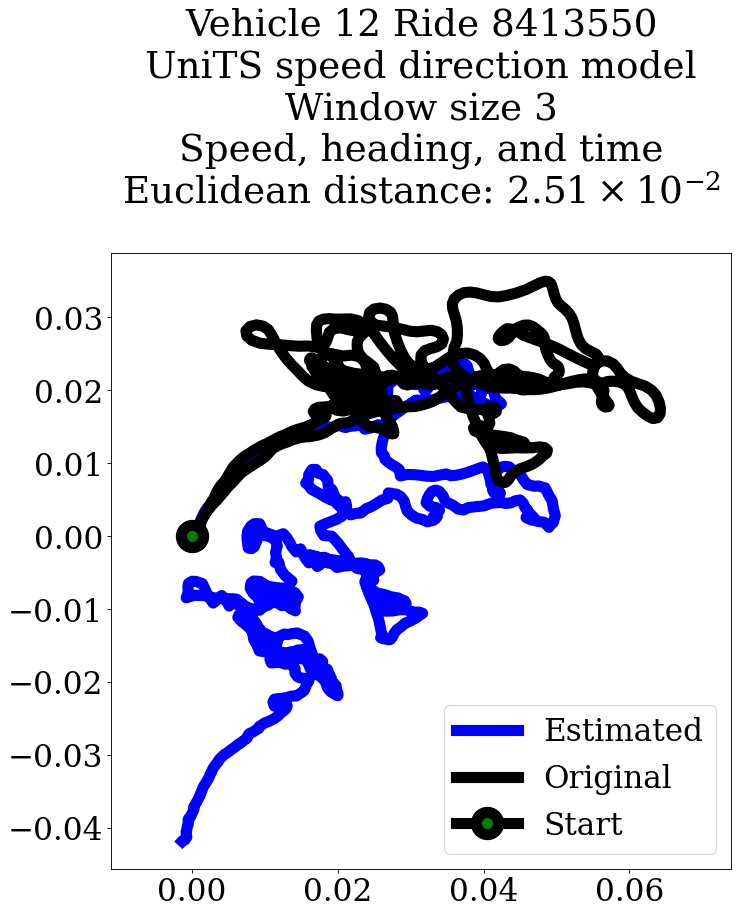 Vehicle 12 Ride 8413550
UniTS speed direction model
Window size 3
Speed, heading, and time
Euclidean distance: 2.51 × 10⁻²
0.03
0.02
0.01
0.00
−0.01
−0.02
−0.03
−0.04
0.00 0.02 0.04 0.06
Estimated
Original
Start